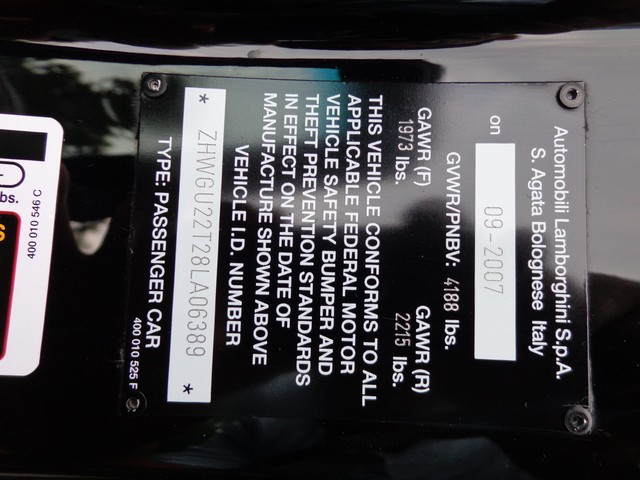 Automobili Lamborghini S.p.A.
S. Agata Bolognese Italy
on 09-2007
GVWR/PNBV: 4188 lbs.
GAWR (F) GAWR (R)
1973 lbs. 2215 lbs.
THIS VEHICLE CONFORMS TO ALL
APPLICABLE FEDERAL MOTOR
VEHICLE SAFETY BUMPER AND
THEFT PREVENTION STANDARDS
IN EFFECT ON THE DATE OF
MANUFACTURE SHOWN ABOVE
VEHICLE I.D. NUMBER
* ZHWGU22T28LA06389 *
TYPE: PASSENGER CAR
400 010 525 F
bs.
400 010 546 C